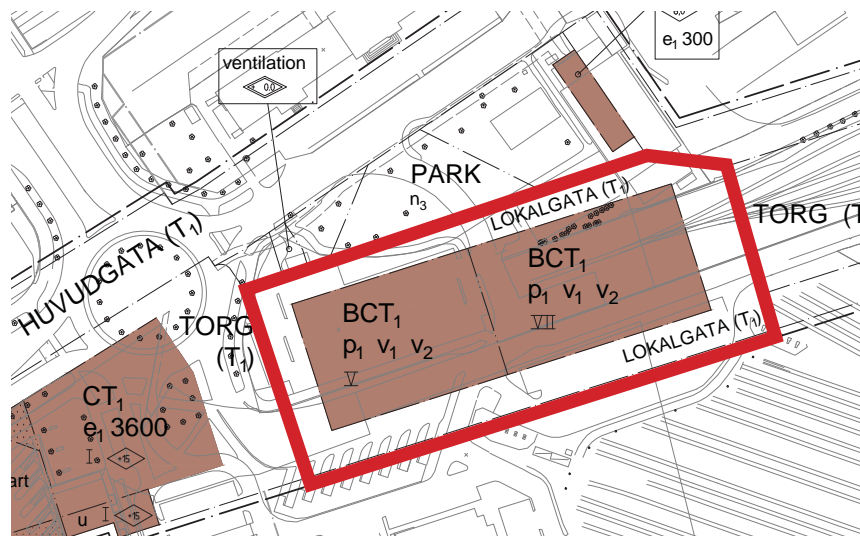 ventilation
+ 0.0
e1 300
PARK
n3
LOKALGATA (T1)
TORG (T
HUVUDGATA (T1)
BCT1
p1 v1 v2
VII
TORG
(T1)
BCT1
p1 v1 v2
V
LOKALGATA (T1)
CT1
e1 3600
I +15
art
u I +15